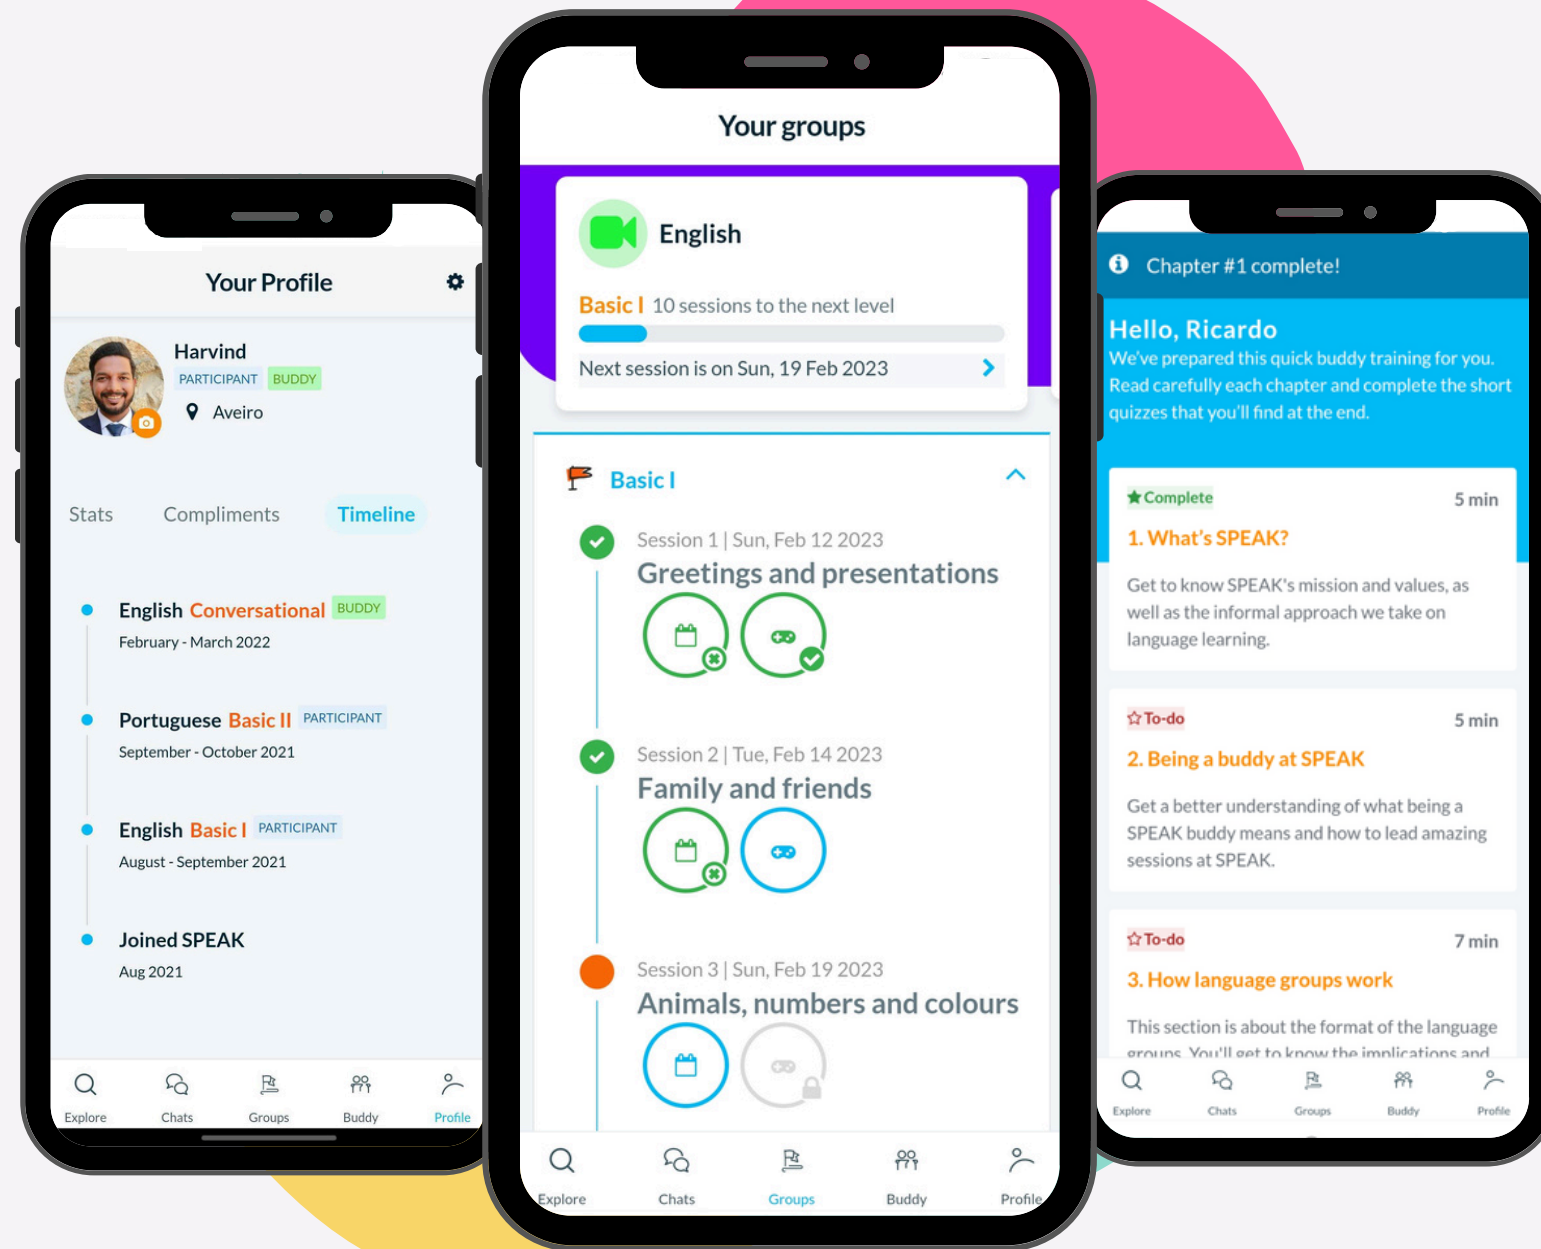 Your Profile
Harvind
PARTICIPANT BUDDY
Aveiro
Stats Compliments Timeline
English Conversational BUDDY
February - March 2022
Portuguese Basic II PARTICIPANT
September - October 2021
English Basic I PARTICIPANT
August - September 2021
Joined SPEAK
Aug 2021
Explore Chats Groups Buddy Profile
Your groups
English
Basic I 10 sessions to the next level
Next session is on Sun, 19 Feb 2023
Basic I
Session 1 | Sun, Feb 12 2023
Greetings and presentations
Session 2 | Tue, Feb 14 2023
Family and friends
Session 3 | Sun, Feb 19 2023
Animals, numbers and colours
Explore Chats Groups Buddy Profile
Chapter #1 complete!
Hello, Ricardo
We've prepared this quick buddy training for you.
Read carefully each chapter and complete the short
quizzes that you'll find at the end.
Complete 5 min
1. What's SPEAK?
Get to know SPEAK's mission and values, as
well as the informal approach we take on
language learning.
To-do 5 min
2. Being a buddy at SPEAK
Get a better understanding of what being a
SPEAK buddy means and how to lead amazing
sessions at SPEAK.
To-do 7 min
3. How language groups work
This section is about the format of the language
groups. You'll get to know the implications and
Explore Chats Groups Buddy Profile